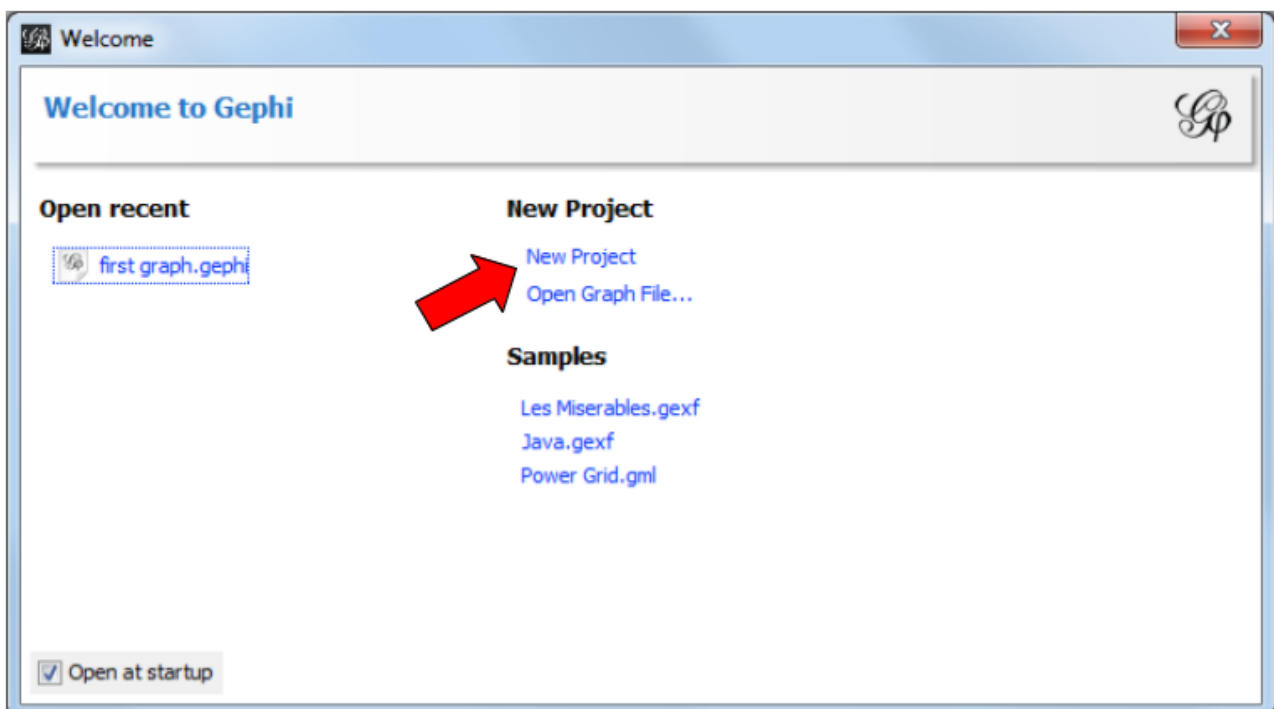 Welcome
Welcome to Gephi
Open recent
first graph.gephi
New Project
New Project
Open Graph File...
Samples
Les Miserables.gexf
Java.gexf
Power Grid.gml
Open at startup